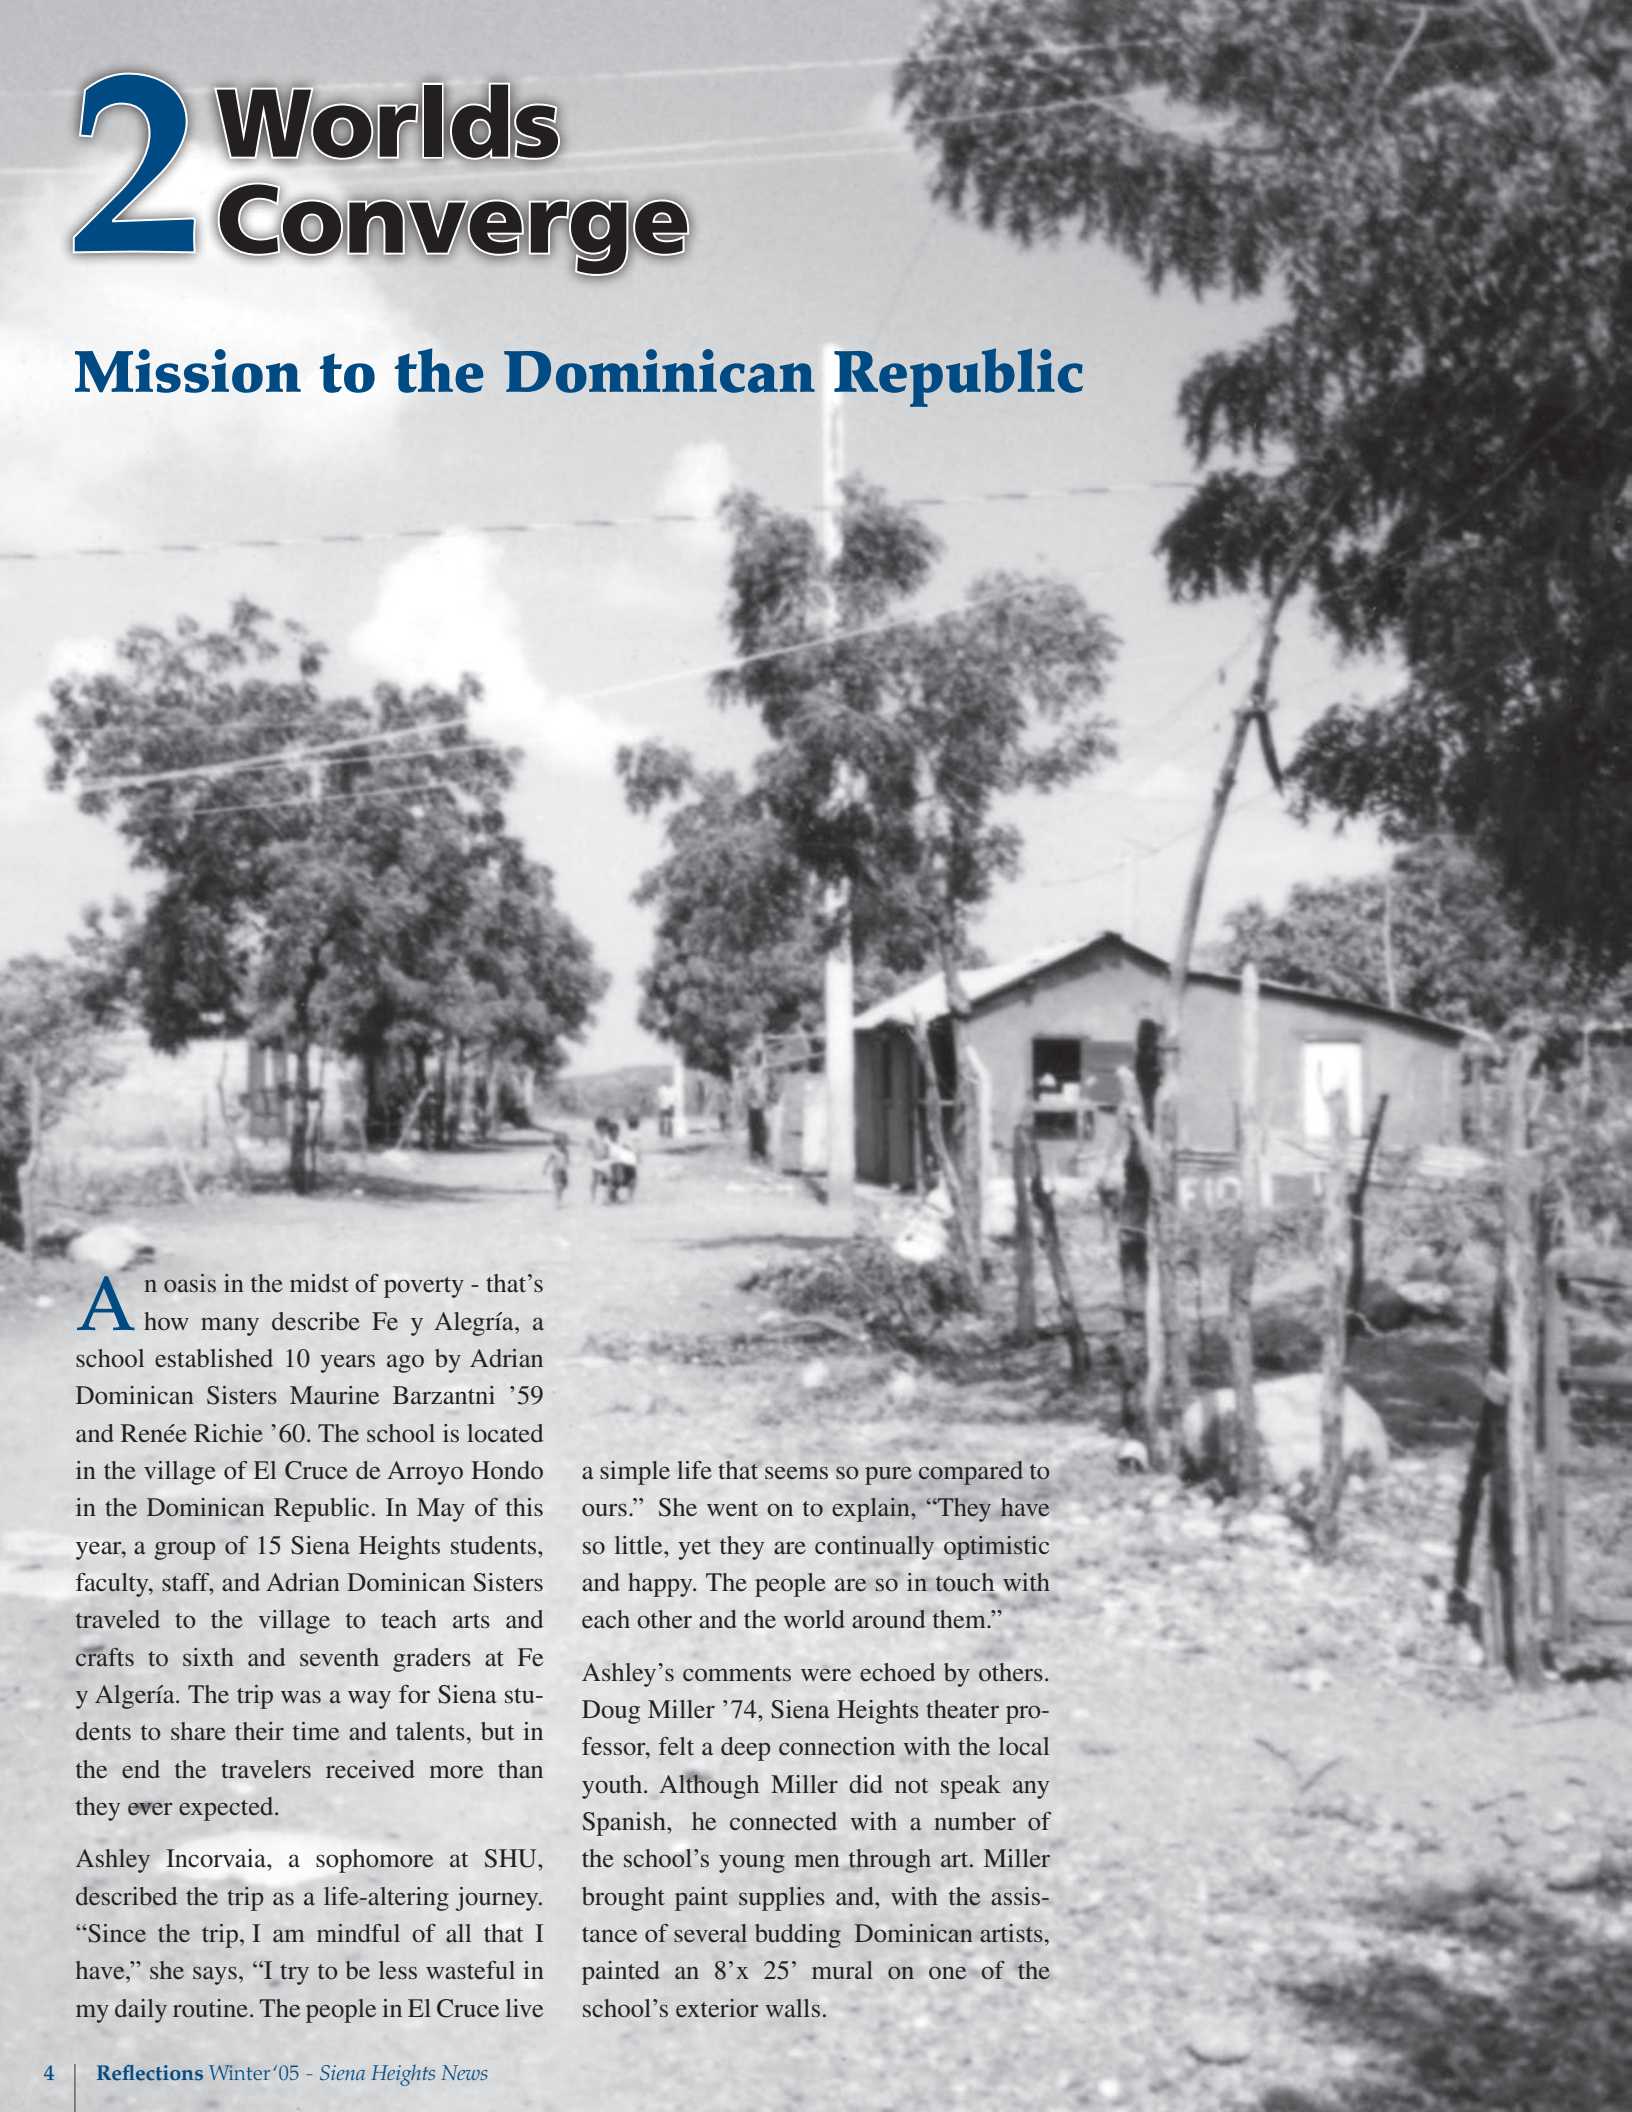 2 Worlds
Converge
Mission to the Dominican Republic
An oasis in the midst of poverty - that’s
how many describe Fe y Alegría, a
school established 10 years ago by Adrian
Dominican Sisters Maurine Barzantni ’59
and Renée Richie ’60. The school is located
in the village of El Cruce de Arroyo Hondo
in the Dominican Republic. In May of this
year, a group of 15 Siena Heights students,
faculty, staff, and Adrian Dominican Sisters
traveled to the village to teach arts and
crafts to sixth and seventh graders at Fe
y Algería. The trip was a way for Siena stu-
dents to share their time and talents, but in
the end the travelers received more than
they ever expected.
Ashley Incorvaia, a sophomore at SHU,
described the trip as a life-altering journey.
“Since the trip, I am mindful of all that I
have,” she says, “I try to be less wasteful in
my daily routine. The people in El Cruce live
a simple life that seems so pure compared to
ours.” She went on to explain, “They have
so little, yet they are continually optimistic
and happy. The people are so in touch with
each other and the world around them.”
Ashley’s comments were echoed by others.
Doug Miller ’74, Siena Heights theater pro-
fessor, felt a deep connection with the local
youth. Although Miller did not speak any
Spanish, he connected with a number of
the school’s young men through art. Miller
brought paint supplies and, with the assis-
tance of several budding Dominican artists,
painted an 8’x 25’ mural on one of the
school’s exterior walls.
4 Reflections Winter‘05 - Siena Heights News